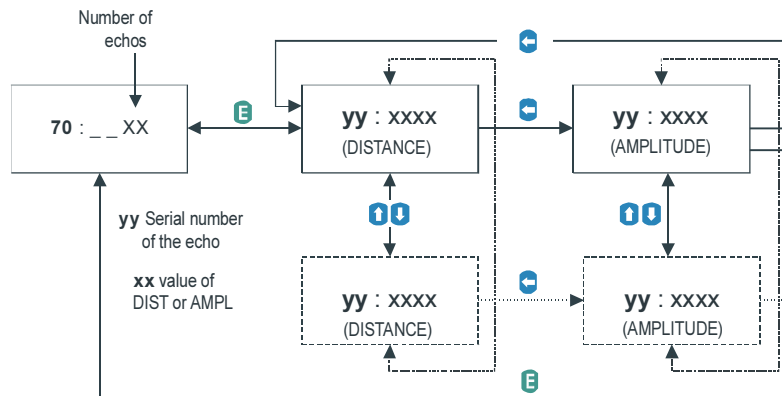 Number of
echos
70 : _ _ XX
E
yy : xxxx
(DISTANCE)
yy : xxxx
(AMPLITUDE)
yy Serial number
of the echo
xx value of
DIST or AMPL
yy : xxxx
(DISTANCE)
yy : xxxx
(AMPLITUDE)
E